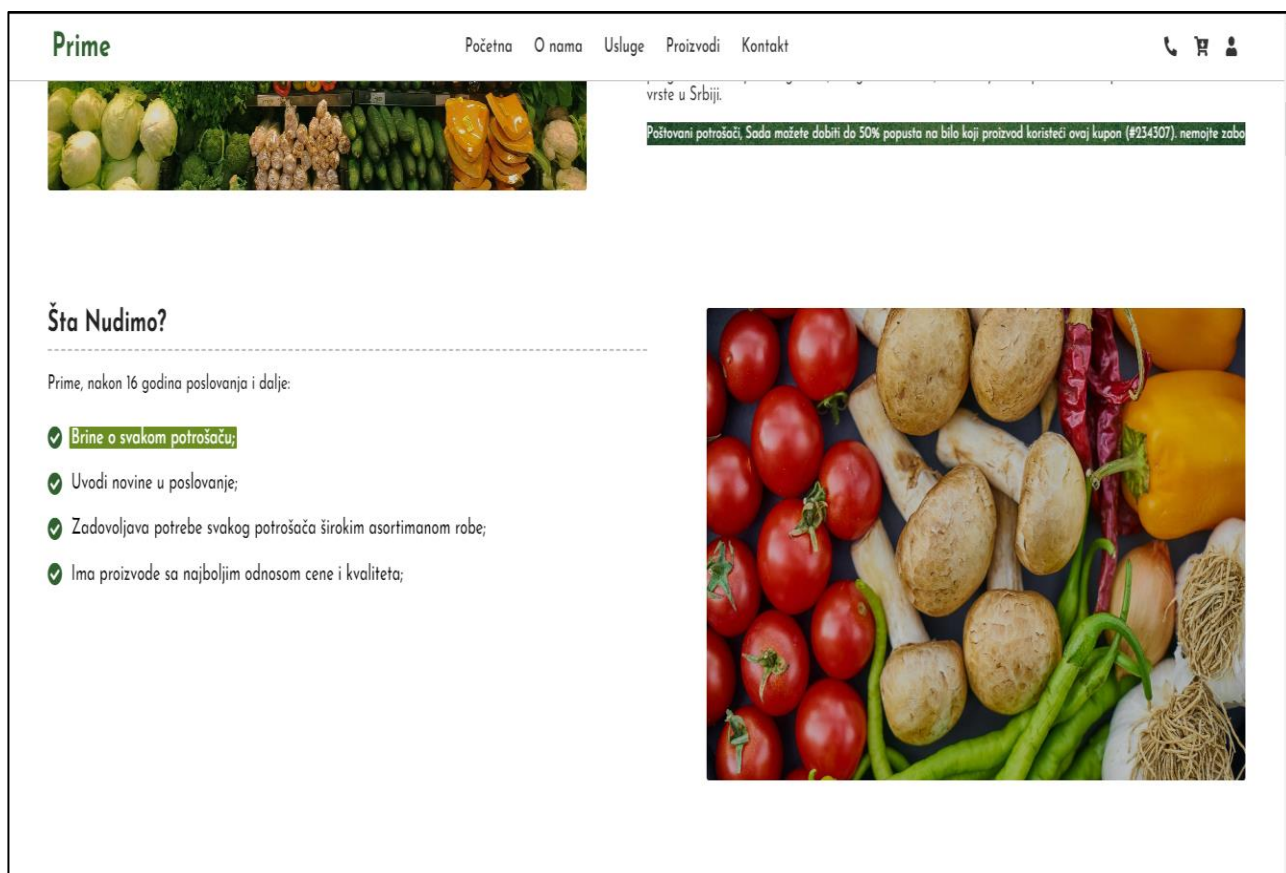 Prime
Početna O nama Usluge Proizvodi Kontakt
vrste u Srbiji.
Poštovani potrošači, Sada mažete dobiti do 50% popusta na bilo koji proizvod koristeći ovaj kupon (#234307). nemojte zabo
Šta Nudimo?
Prime, nakon 16 godina poslovanja i dalje:
Brine o svakom potrošaču;
Uvodi novine u poslovanje;
Zadovoljava potrebe svakog potrošača širokim asortimanom robe;
Ima proizvode sa najboljim odnosom cene i kvaliteta;